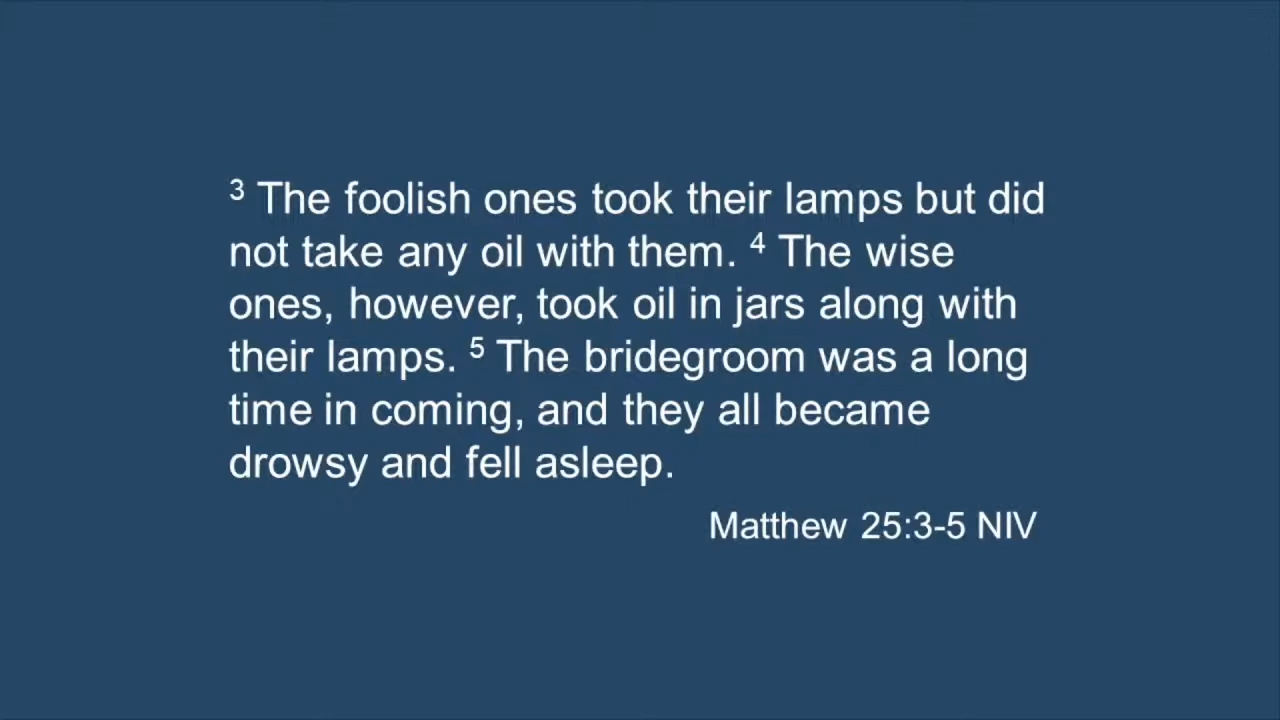 ³ The foolish ones took their lamps but did
not take any oil with them. ⁴ The wise
ones, however, took oil in jars along with
their lamps. ⁵ The bridegroom was a long
time in coming, and they all became
drowsy and fell asleep.
Matthew 25:3-5 NIV